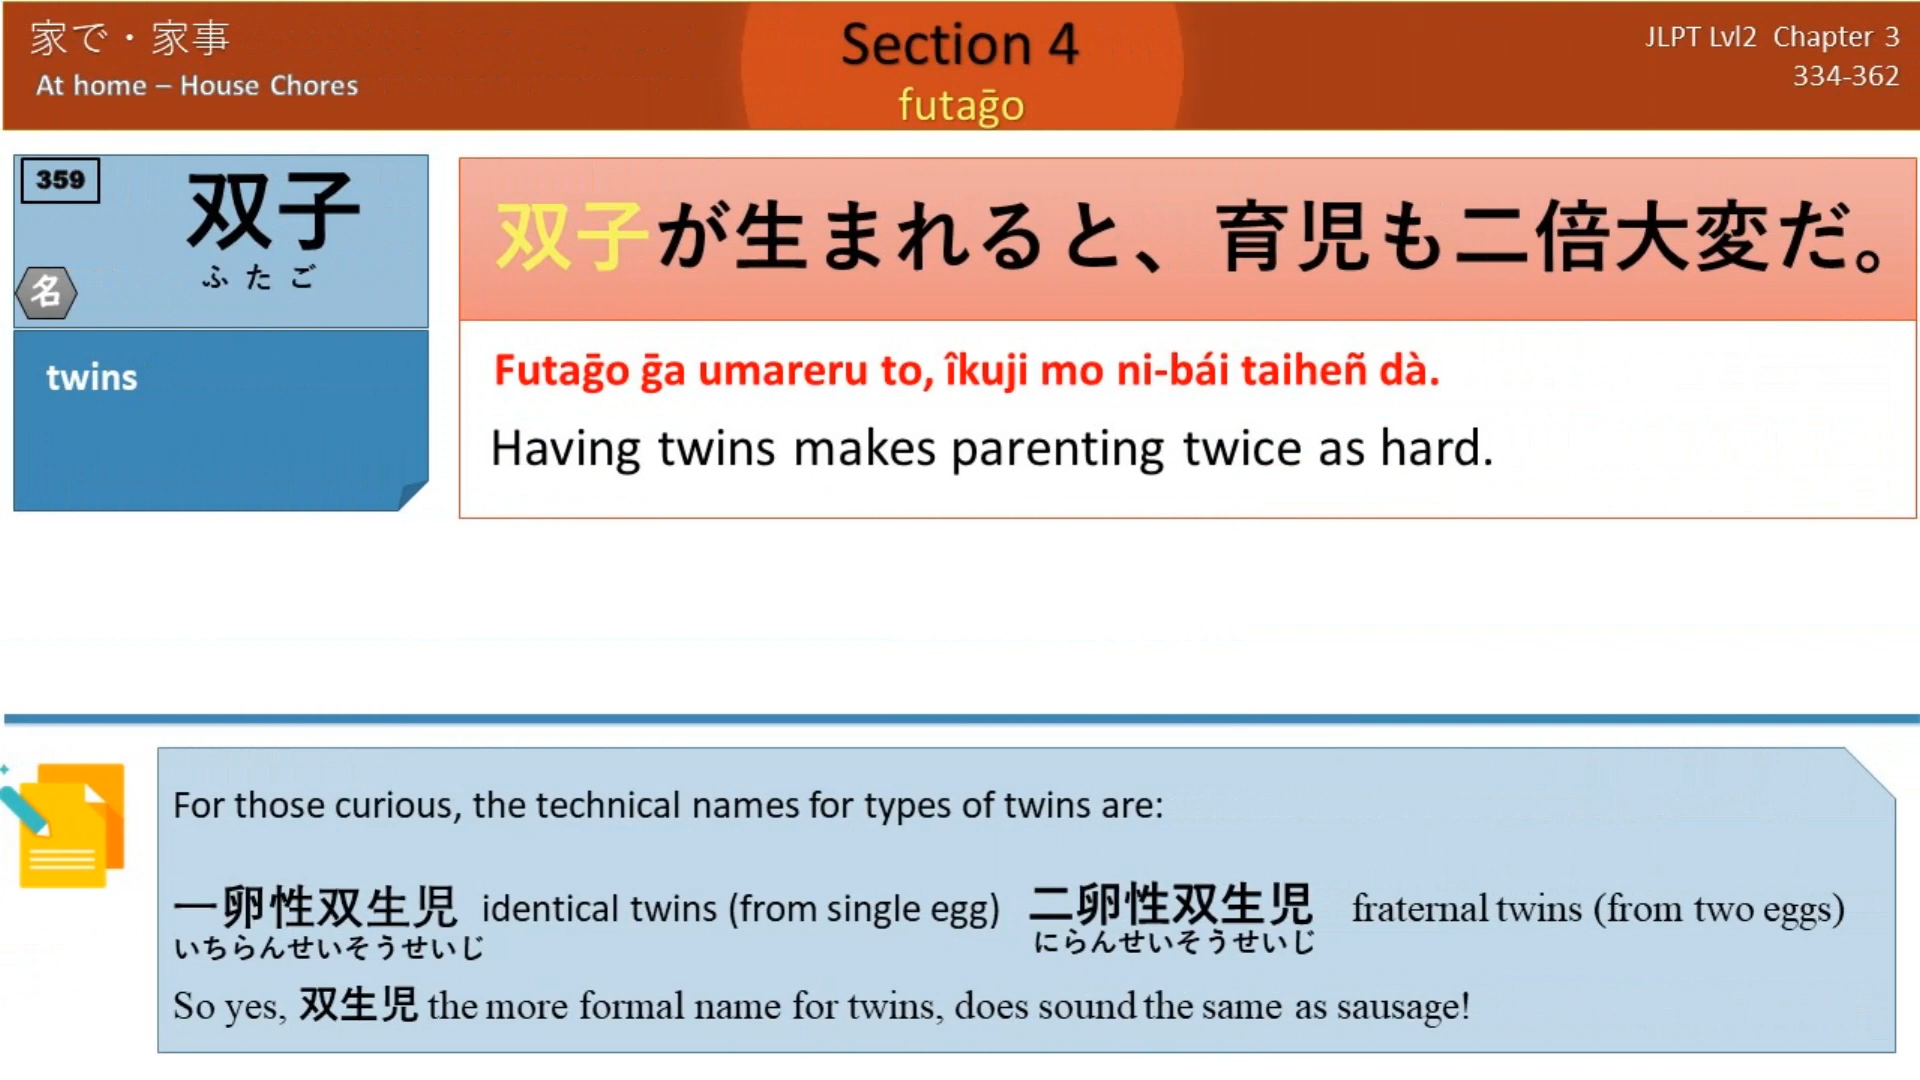 家で・家事
At home – House Chores
Section 4
futaḡo
JLPT Lvl2 Chapter 3
334-362
359
双子
ふたご
名
twins
双子が生まれると、育児も二倍大変だ。
Futaḡo ḡa umareru to, îkuji mo ni-bái taiheñ dà.
Having twins makes parenting twice as hard.
For those curious, the technical names for types of twins are:
一卵性双生児 identical twins (from single egg) 二卵性双生児 fraternal twins (from two eggs)
いちらんせいそうせいじ にらんせいそうせいじ
So yes, 双生児 the more formal name for twins, does sound the same as sausage!